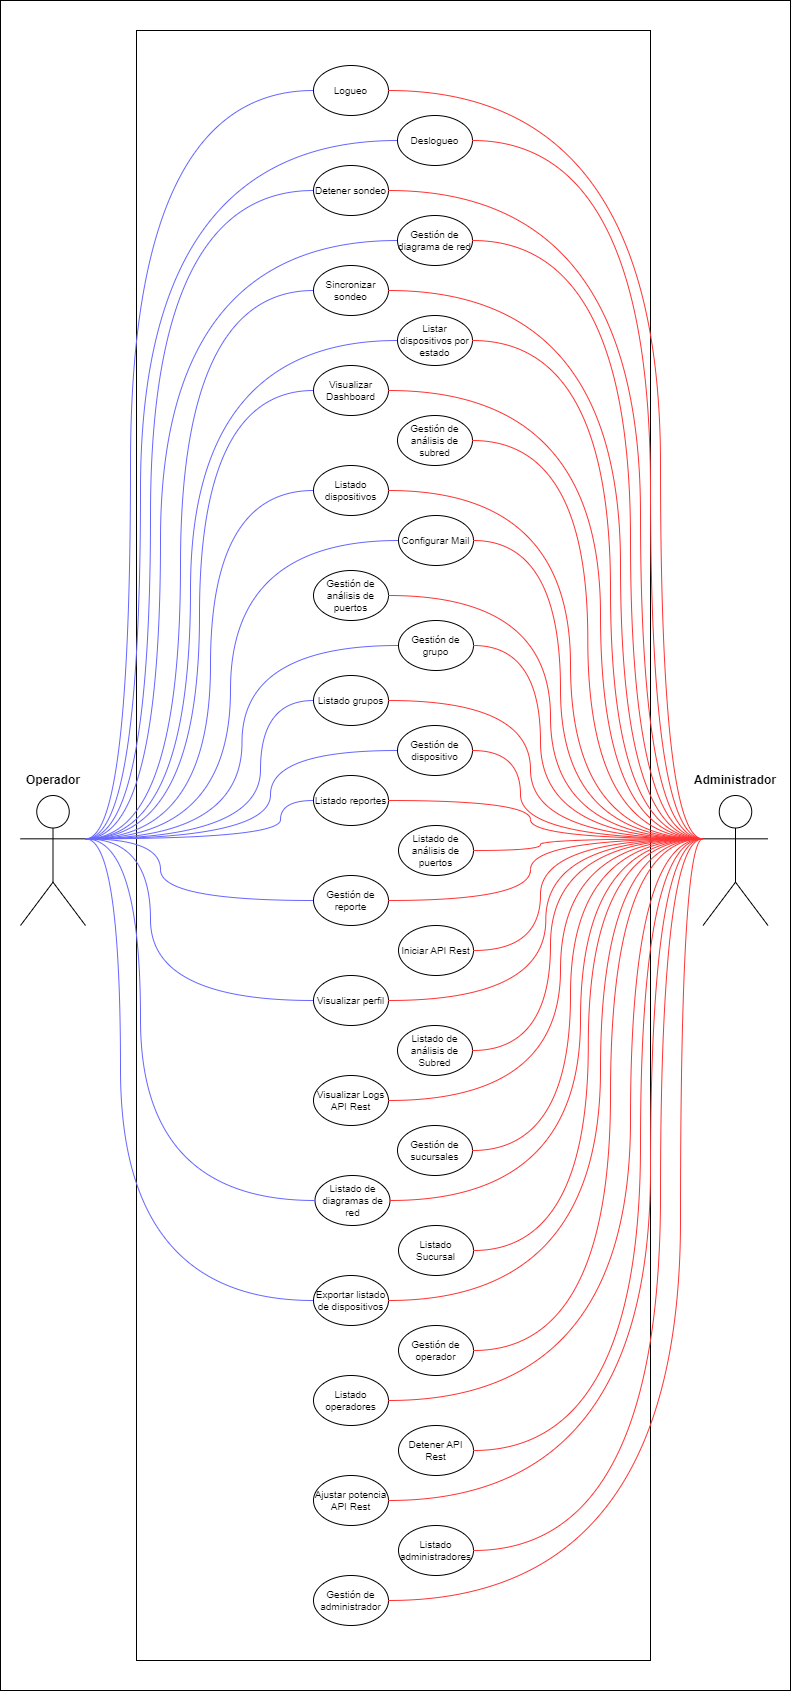 Logueo
Deslogueo
Detener sondeo
Gestión de
diagrama de red
Sincronizar
sondeo
Listar
dispositivos por
estado
Visualizar
Dashboard
Gestión de
análisis de
subred
Listado
dispositivos
Configurar Mail
Gestión de
análisis de
puertos
Gestión de
grupo
Listado grupos
Gestión de
dispositivo
Operador
Administrador
Listado reportes
Listado de
análisis de
puertos
Gestión de
reporte
Iniciar API Rest
Visualizar perfil
Listado de
análisis de
Subred
Visualizar Logs
API Rest
Gestión de
sucursales
Listado de
diagramas de
red
Listado
Sucursal
Exportar listado
de dispositivos
Gestión de
operador
Listado
operadores
Detener API
Rest
Ajustar potencia
API Rest
Listado
administradores
Gestión de
administrador